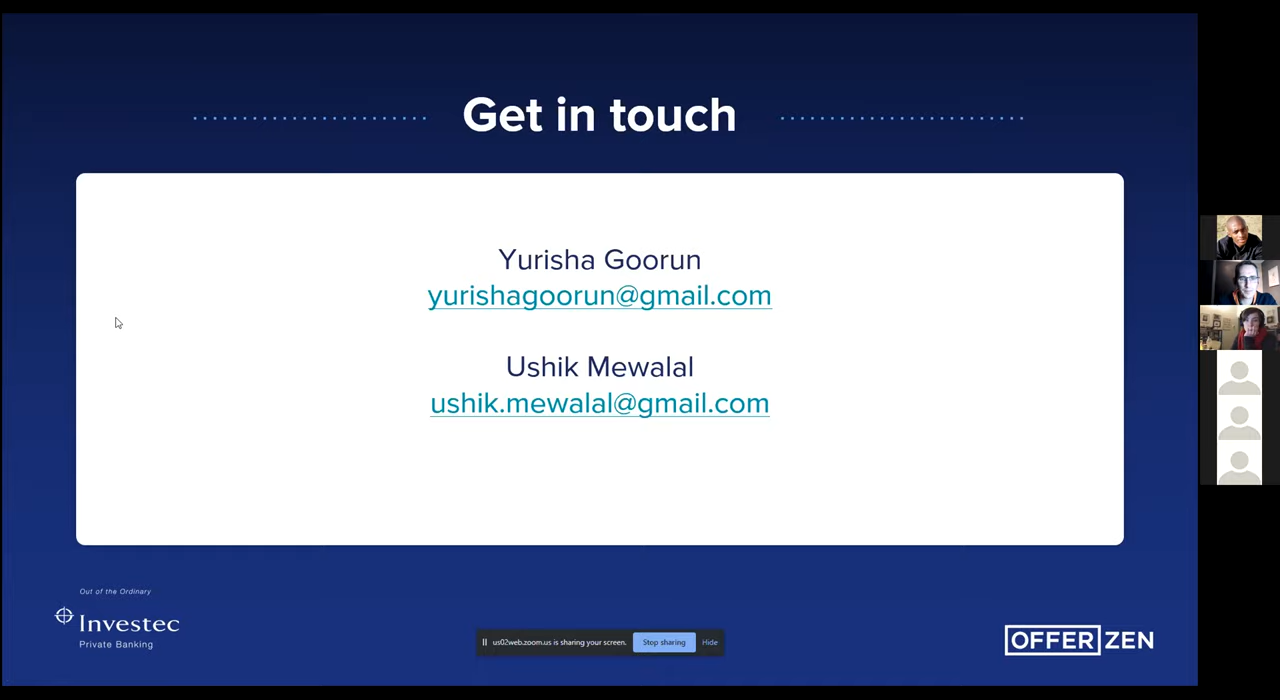 Get in touch
Yurisha Goorun
yurishagoorun@gmail.com
Ushik Mewalal
ushik.mewalal@gmail.com
Out of the Ordinary
Investec
Private Banking
us02web.zoom.us is sharing your screen. Stop sharing Hide
OFFERZEN